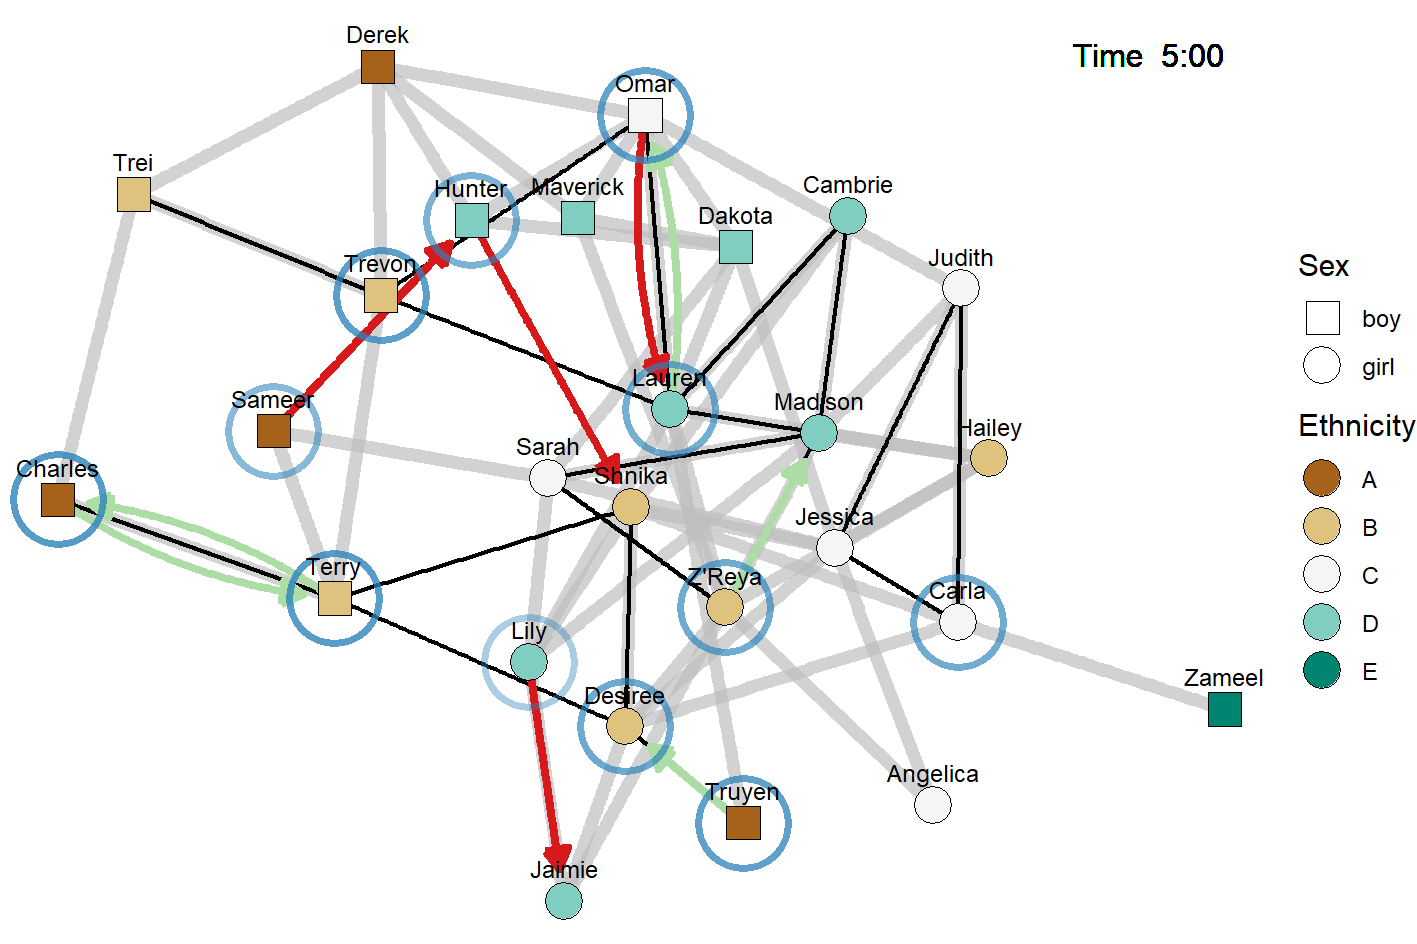 Derek
Time 5:00
Omar
Trei
Hunter
Maverick
Cambrie
Dakota
Trevon
Judith
Sex
boy
girl
Lauren
Sameer
Madison
Ethnicity
Hailey
Sarah
Charles
Shnika
A
Jessica
B
Terry
Z'Reya
C
Carla
Lily
D
Zameel
E
Desiree
Angelica
Truyen
Jaimie